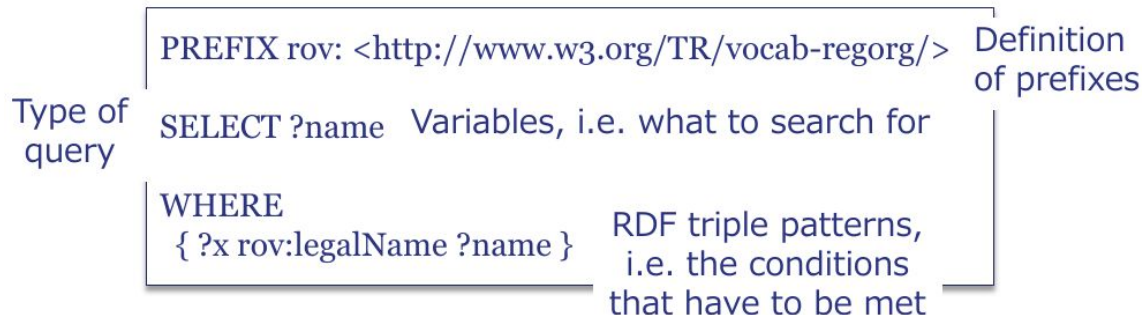 PREFIX rov: <http://www.w3.org/TR/vocab-regorg/>
Definition
of prefixes
Type of
query
SELECT ?name
Variables, i.e. what to search for
WHERE
{ ?x rov:legalName ?name }
RDF triple patterns,
i.e. the conditions
that have to be met